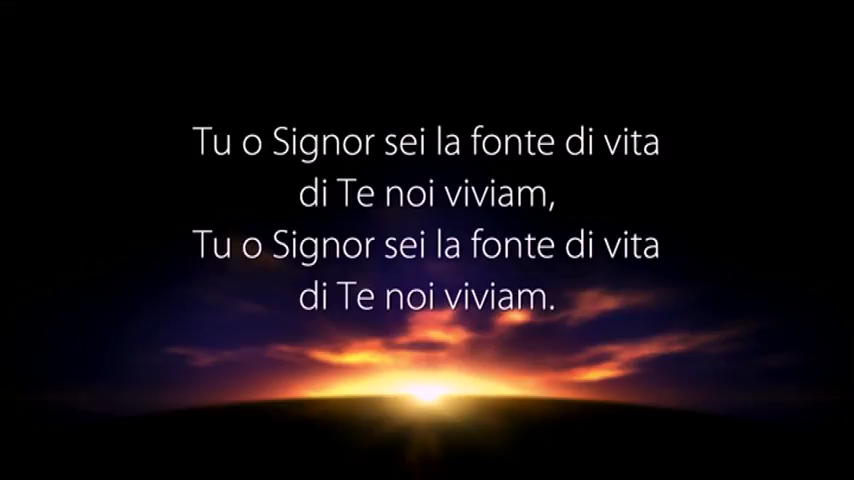 Tu o Signor sei la fonte di vita
di Te noi viviam,
Tu o Signor sei la fonte di vita
di Te noi viviam.